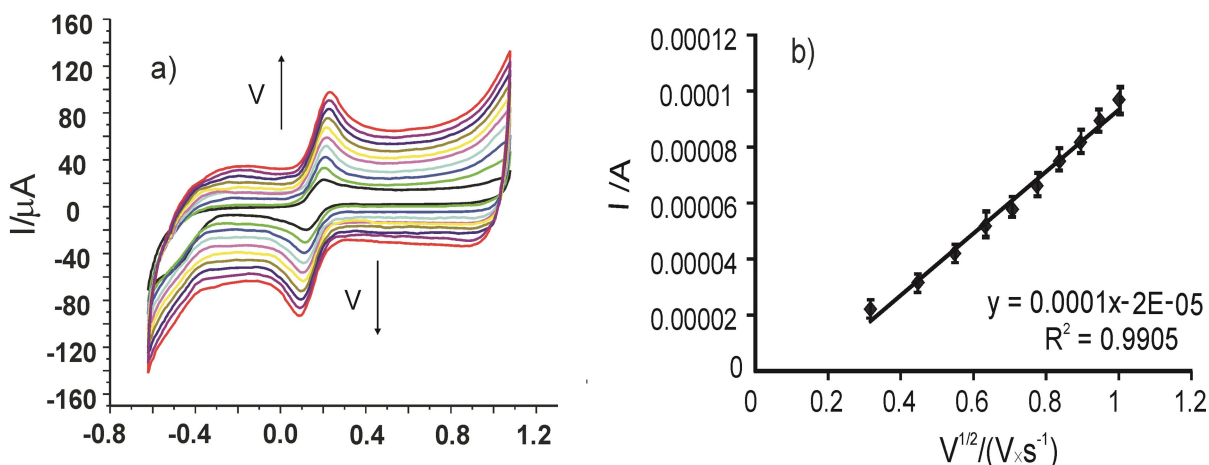 a)
I/μA
160
120
80
40
0
-40
-80
-120
-160
V
V
-0.8 -0.4 0.0 0.4 0.8 1.2
b)
I /A
0.00012
0.0001
0.00008
0.00006
0.00004
0.00002
0
y = 0.0001x-2E-05
R² = 0.9905
0 0.2 0.4 0.6 0.8 1 1.2
V^1/2/(V×s^-1)